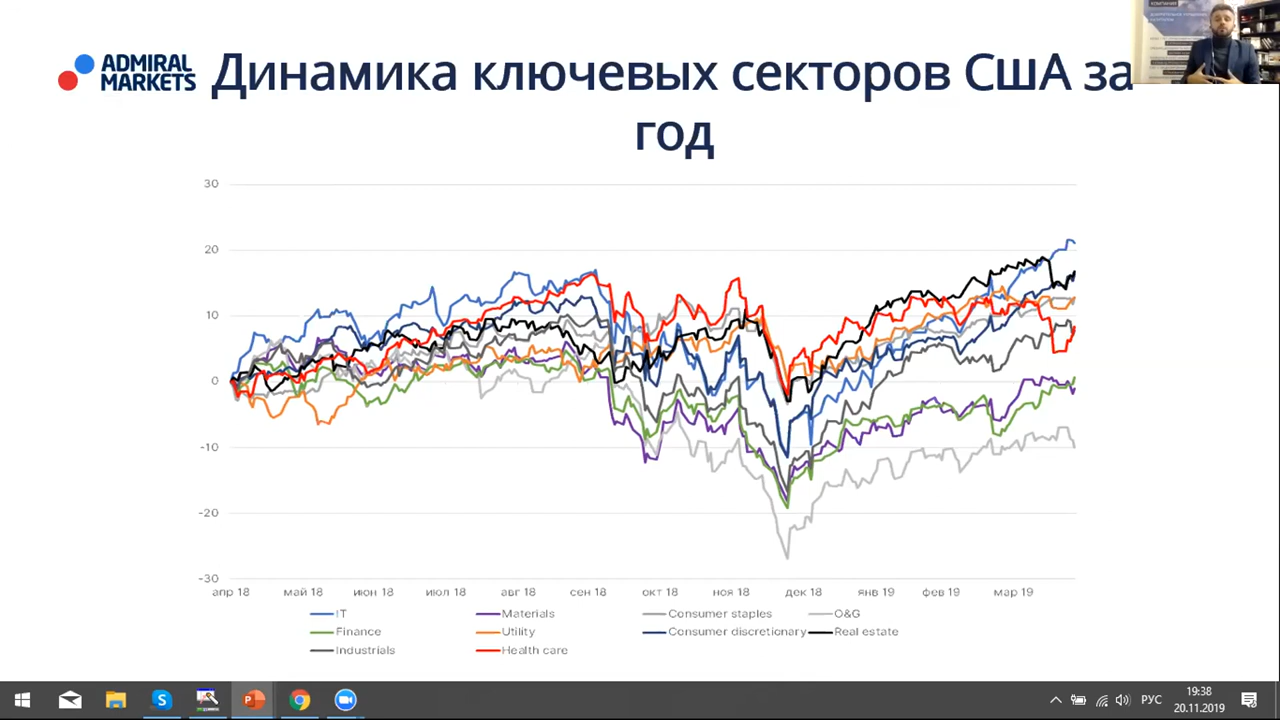 КОМПАНИЯ
ADMIRAL
MARKETS
Динамика ключевых секторов США за
год
30
20
10
0
-10
-20
-30
апр 18 май 18 июн 18 июл 18 авг 18 сен 18 окт 18 ноя 18 дек 18 янв 19 фев 19 мар 19
IT Materials Consumer staples O&G
Finance Utility Consumer discretionary Real estate
Industrials Health care
РУС
19:38
20.11.2019